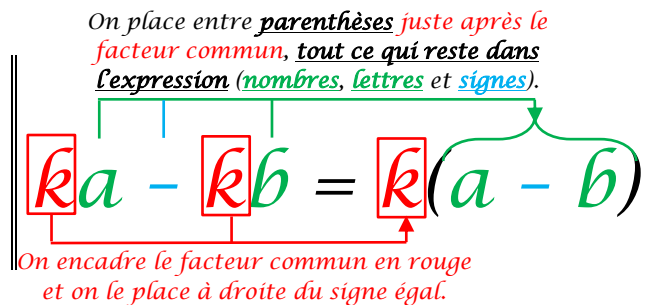 On place entre parenthèses juste après le
facteur commun, tout ce qui reste dans
l'expression (nombres, lettres et signes).
ka - kb = k(a - b)
On encadre le facteur commun en rouge
et on le place à droite du signe égal.